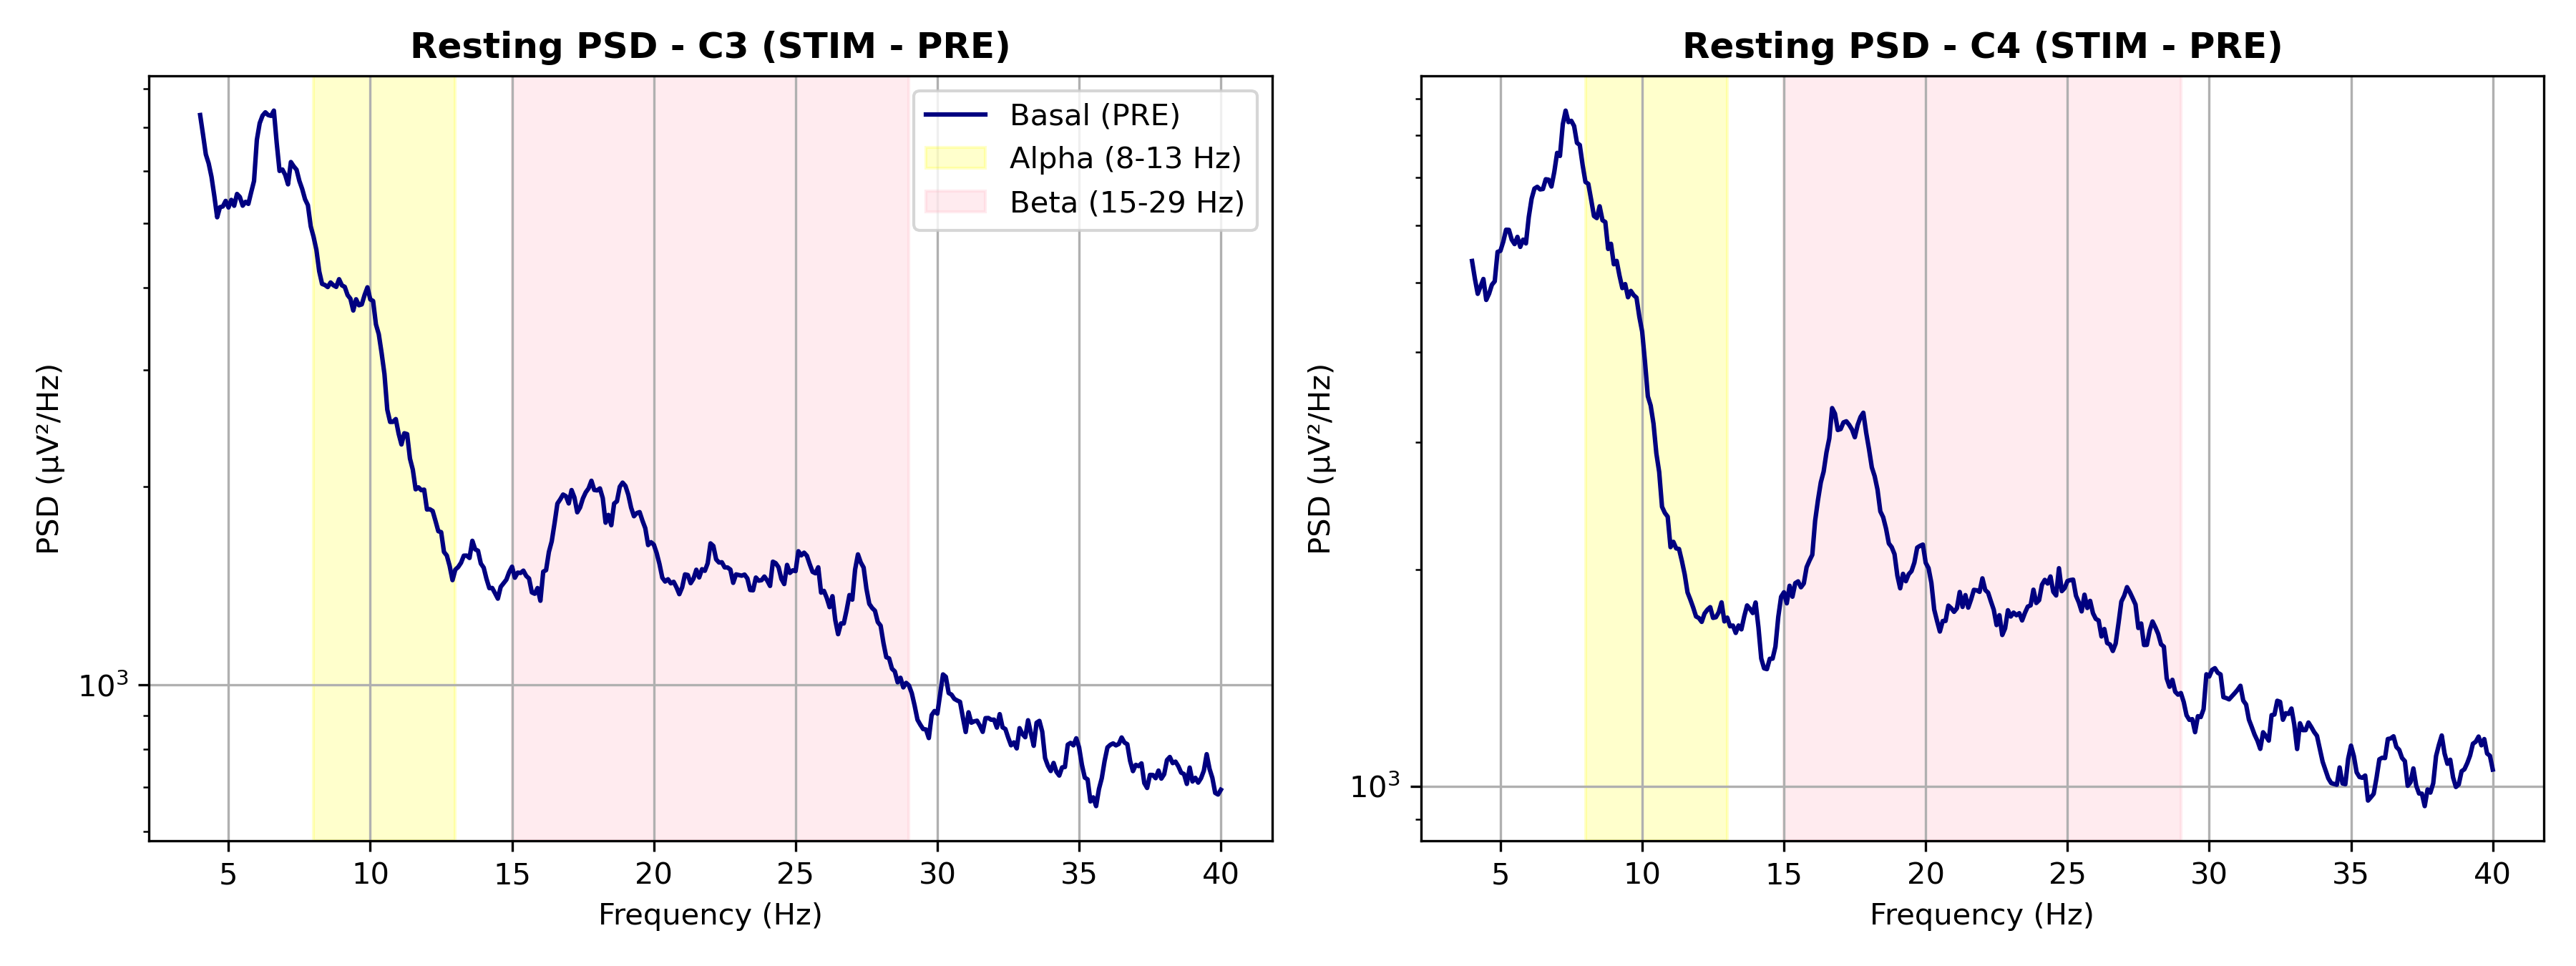 Resting PSD - C3 (STIM - PRE)
PSD (µV²/Hz)
10³
Basal (PRE)
Alpha (8-13 Hz)
Beta (15-29 Hz)
5 10 15 20 25 30 35 40
Frequency (Hz)
Resting PSD - C4 (STIM - PRE)
PSD (µV²/Hz)
10³
5 10 15 20 25 30 35 40
Frequency (Hz)